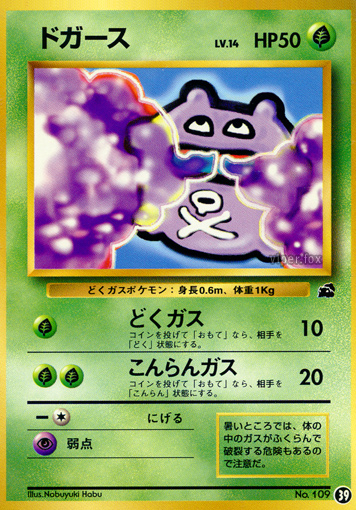 ドガース LV.14 HP50
viper.fox
どくガスポケモン：身長0.6m、体重1Kg
どくガス 10
コインを投げて「おもて」なら、相手を
「どく」状態にする。
こんらんガス 20
コインを投げて「おもて」なら、相手を
「こんらん」状態にする。
にげる
弱点
暑いところでは、体の
中のガスがふくらんで
破裂する危険もあるの
で注意だ。
Illus. Nobuyuki Habu
No. 109 39